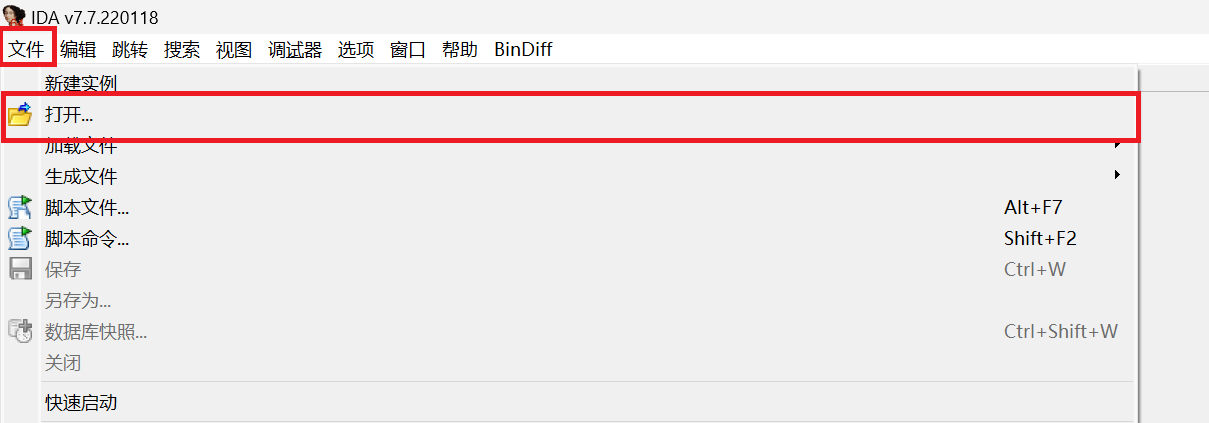 IDA v7.7.220118
文件 编辑 跳转 搜索 视图 调试器 选项 窗口 帮助 BinDiff
新建实例
打开...
加载文件
生成文件
脚本文件... Alt+F7
脚本命令... Shift+F2
保存 Ctrl+W
另存为...
数据库快照... Ctrl+Shift+W
关闭
快速启动